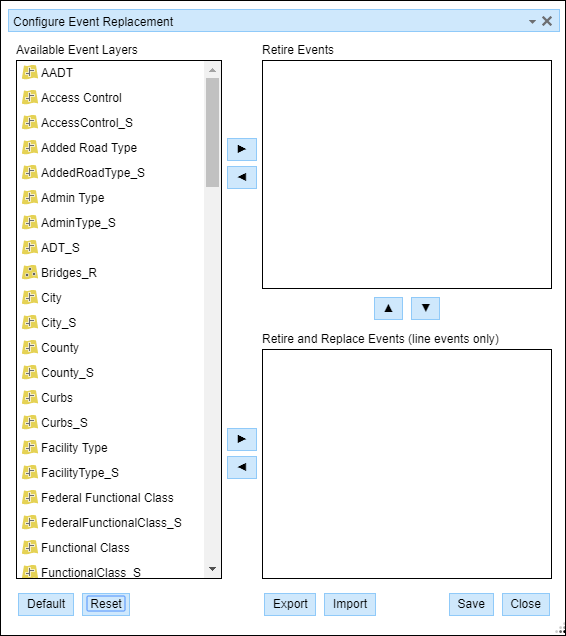 Configure Event Replacement
Available Event Layers
AADT
Access Control
AccessControl_S
Added Road Type
AddedRoadType_S
Admin Type
AdminType_S
ADT_S
Bridges_R
City
City_S
County
County_S
Curbs
Curbs_S
Facility Type
FacilityType_S
Federal Functional Class
FederalFunctionalClass_S
Functional Class
FunctionalClass_S
Retire Events
Retire and Replace Events (line events only)
Default
Reset
Export
Import
Save
Close